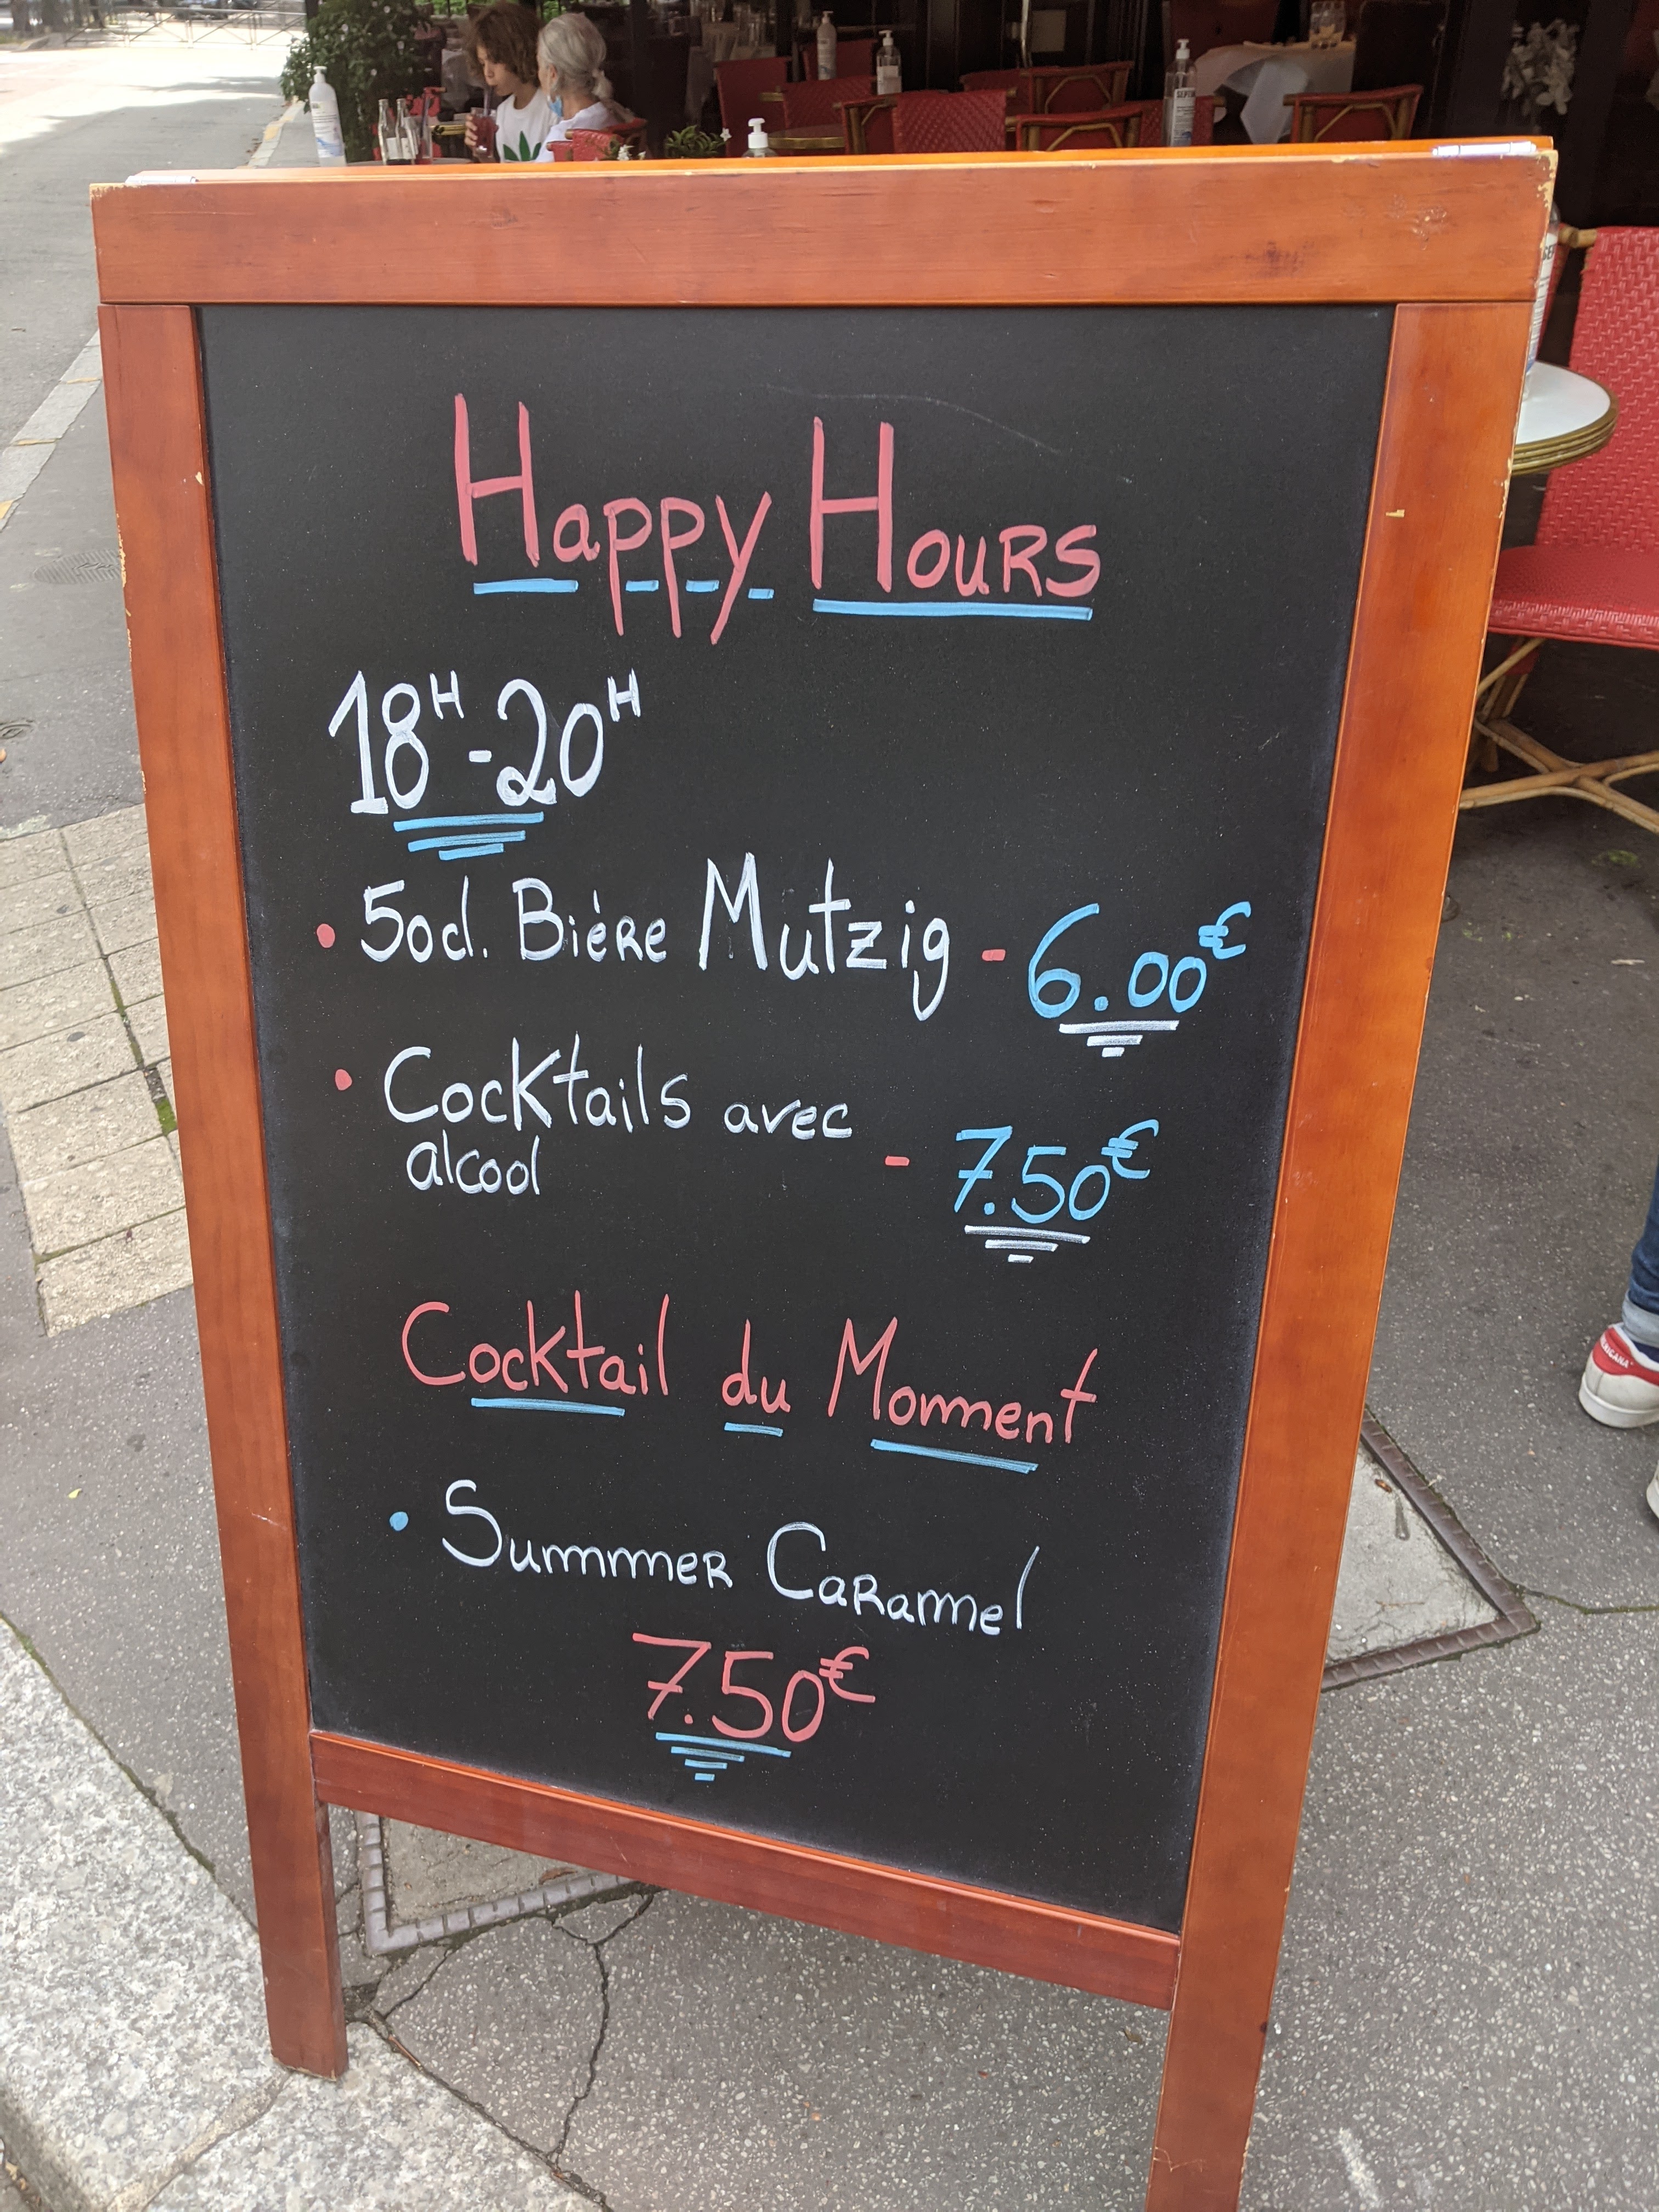 Happy Hours
18H-20H
• 50cl. Bière Mutzig - 6.00€
• Cocktails avec
alcool - 7.50€
Cocktail du Moment
• Summer Caramel
7.50€